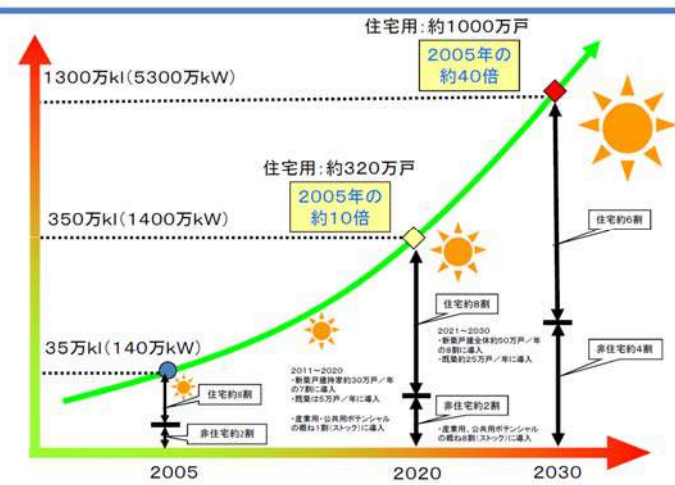 住宅用:約1000万戸
2005年の
約40倍
1300万kl(5300万kW)
住宅用:約320万戸
2005年の
約10倍
350万kl(1400万kW)
住宅約6割
住宅約8割
35万kl(140万kW)
2011～2020
・新築戸建持家約30万戸/年
の7割に導入
・既築は5万戸/年に導入
・産業用・公共用ポテンシャル
の概ね1割(ストック)に導入
2021～2030
・新築戸建全体約50万戸/年
の8割に導入
・既築約25万戸/年に導入
・産業用、公共用ポテンシャル
の概ね8割(ストック)に導入
住宅約8割
非住宅約2割
非住宅約2割
非住宅約4割
2005
2020
2030